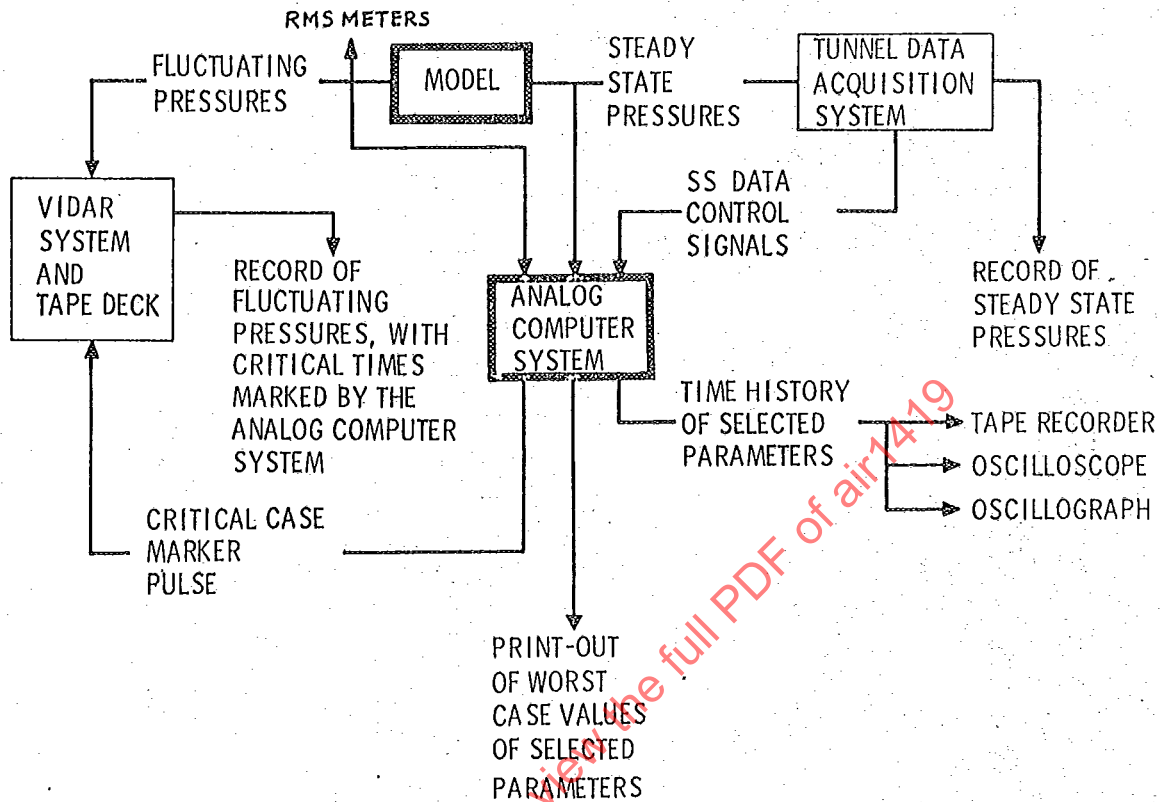 RMS METERS
FLUCTUATING
PRESSURES
MODEL
STEADY
STATE
PRESSURES
TUNNEL DATA
ACQUISITION
SYSTEM
VIDAR
SYSTEM
AND
TAPE DECK
SS DATA
CONTROL
SIGNALS
RECORD OF
FLUCTUATING
PRESSURES, WITH
CRITICAL TIMES
MARKED BY THE
ANALOG COMPUTER
SYSTEM
ANALOG
COMPUTER
SYSTEM
RECORD OF
STEADY STATE
PRESSURES
TIME HISTORY
OF SELECTED
PARAMETERS
TAPE RECORDER
OSCILLOSCOPE
OSCILLOGRAPH
CRITICAL CASE
MARKER
PULSE
PRINT-OUT
OF WORST
CASE VALUES
OF SELECTED
PARAMETERS
view the full PDF of air1419